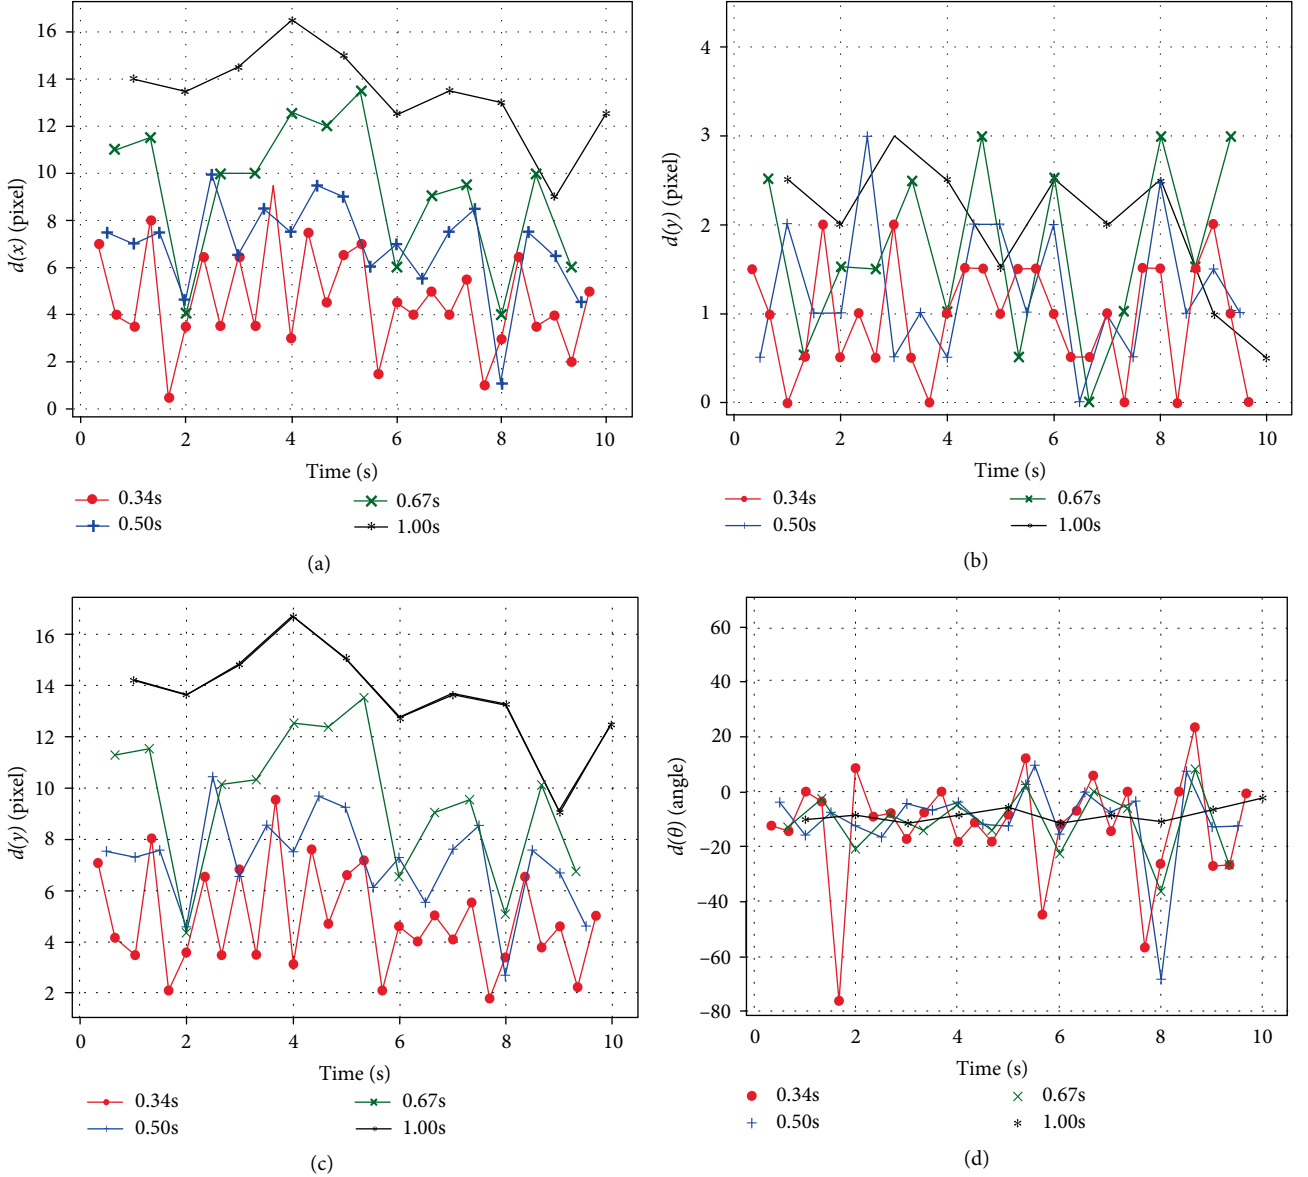 16
14
12
10
8
6
4
2
0
d(x) (pixel)
0 2 4 6 8 10
Time (s)
0.34s 0.67s
0.50s 1.00s
(a)
4
3
2
1
0
d(y) (pixel)
0 2 4 6 8 10
Time (s)
0.34s 0.67s
0.50s 1.00s
(b)
16
14
12
10
8
6
4
2
d(y) (pixel)
0 2 4 6 8 10
Time (s)
0.34s 0.67s
0.50s 1.00s
(c)
60
40
20
0
−20
−40
−60
−80
d(θ) (angle)
0 2 4 6 8 10
Time (s)
0.34s 0.67s
0.50s 1.00s
(d)